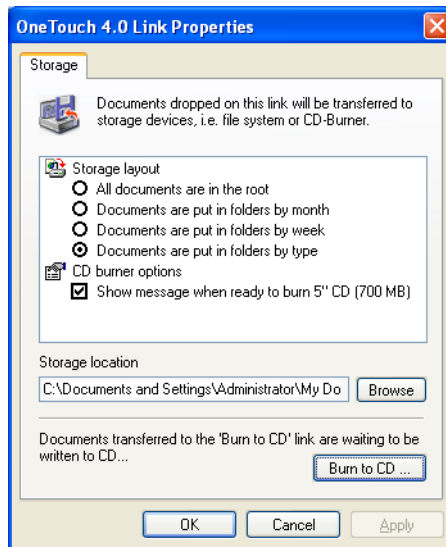 OneTouch 4.0 Link Properties
Storage
Documents dropped on this link will be transferred to
storage devices, i.e. file system or CD-Burner.
Storage layout
All documents are in the root
Documents are put in folders by month
Documents are put in folders by week
Documents are put in folders by type
CD burner options
Show message when ready to burn 5" CD (700 MB)
Storage location
C:\Documents and Settings\Administrator\My Do
Browse
Documents transferred to the 'Burn to CD' link are waiting to be
written to CD...
Burn to CD ...
OK
Cancel
Apply